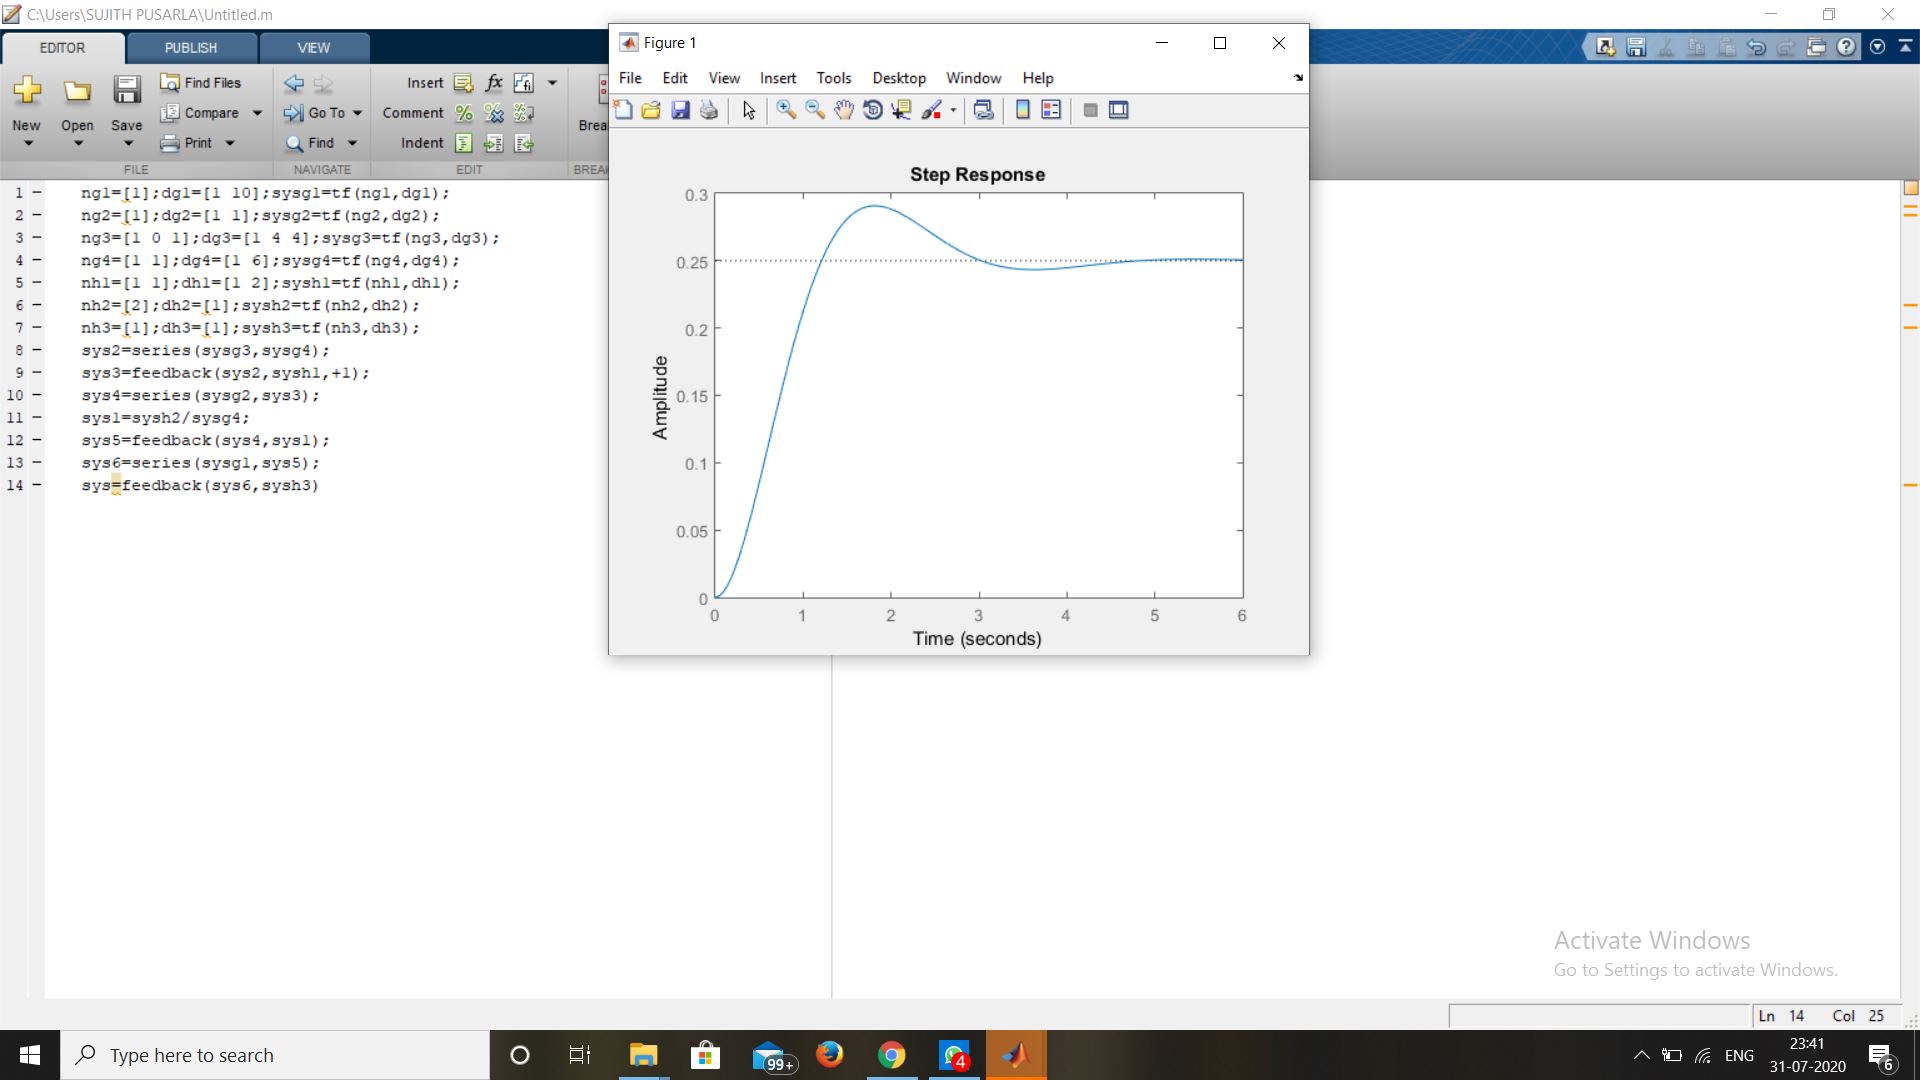 C:\Users\SUJITH PUSARLA\Untitled.m
EDITOR PUBLISH VIEW
New Open Save
Find Files
Compare
Print
FILE
Go To
Find
NAVIGATE
Insert fx
Comment
Indent
EDIT
Brea
BREA
1 ng1=[1];dg1=[1 10];sysg1=tf(ng1,dg1);
2 ng2=[1];dg2=[1 1];sysg2=tf(ng2,dg2);
3 ng3=[1 0 1];dg3=[1 4 4];sysg3=tf(ng3,dg3);
4 ng4=[1 1];dg4=[1 6];sysg4=tf(ng4,dg4);
5 nh1=[1 1];dh1=[1 2];sysh1=tf(nh1,dh1);
6 nh2=[2];dh2=[1];sysh2=tf(nh2,dh2);
7 nh3=[1];dh3=[1];sysh3=tf(nh3,dh3);
8 sys2=series(sysg3,sysg4);
9 sys3=feedback(sys2,sysh1,+1);
10 sys4=series(sysg2,sys3);
11 sys1=sysh2/sysg4;
12 sys5=feedback(sys4,sys1);
13 sys6=series(sysg1,sys5);
14 sys=feedback(sys6,sysh3)
Figure 1
File Edit View Insert Tools Desktop Window Help
Step Response
0.3
0.25
0.2
0.15
0.1
0.05
0
Amplitude
0 1 2 3 4 5 6
Time (seconds)
Activate Windows
Go to Settings to activate Windows.
Ln 14 Col 25
Type here to search
99+
4
ENG
23:41
31-07-2020
6